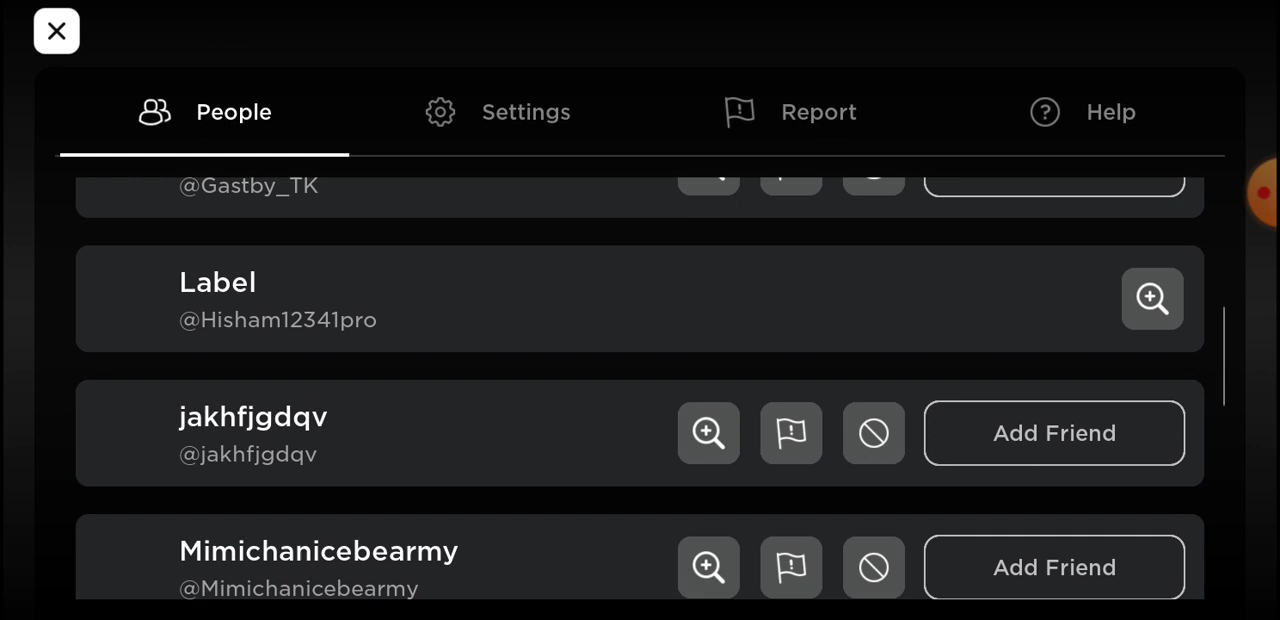 People
Settings
Report
Help
@Gastby_TK
Label
@Hisham12341pro
jakhfjgdqv
@jakhfjgdqv
Add Friend
Mimichanicebearmy
@Mimichanicebearmy
Add Friend